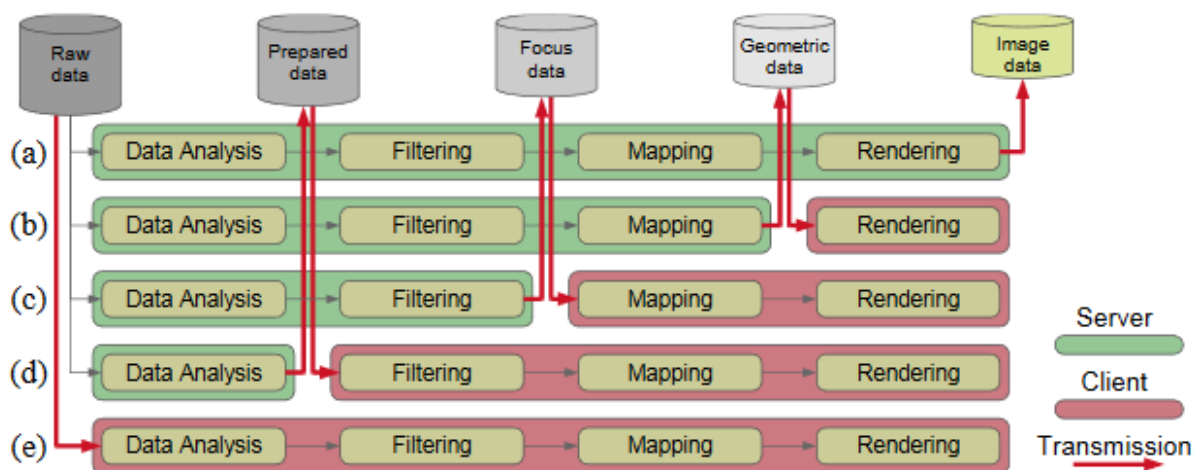 Raw
data
Prepared
data
Focus
data
Geometric
data
Image
data
(a) Data Analysis Filtering Mapping Rendering
(b) Data Analysis Filtering Mapping Rendering
(c) Data Analysis Filtering Mapping Rendering
(d) Data Analysis Filtering Mapping Rendering
(e) Data Analysis Filtering Mapping Rendering
Server
Client
Transmission